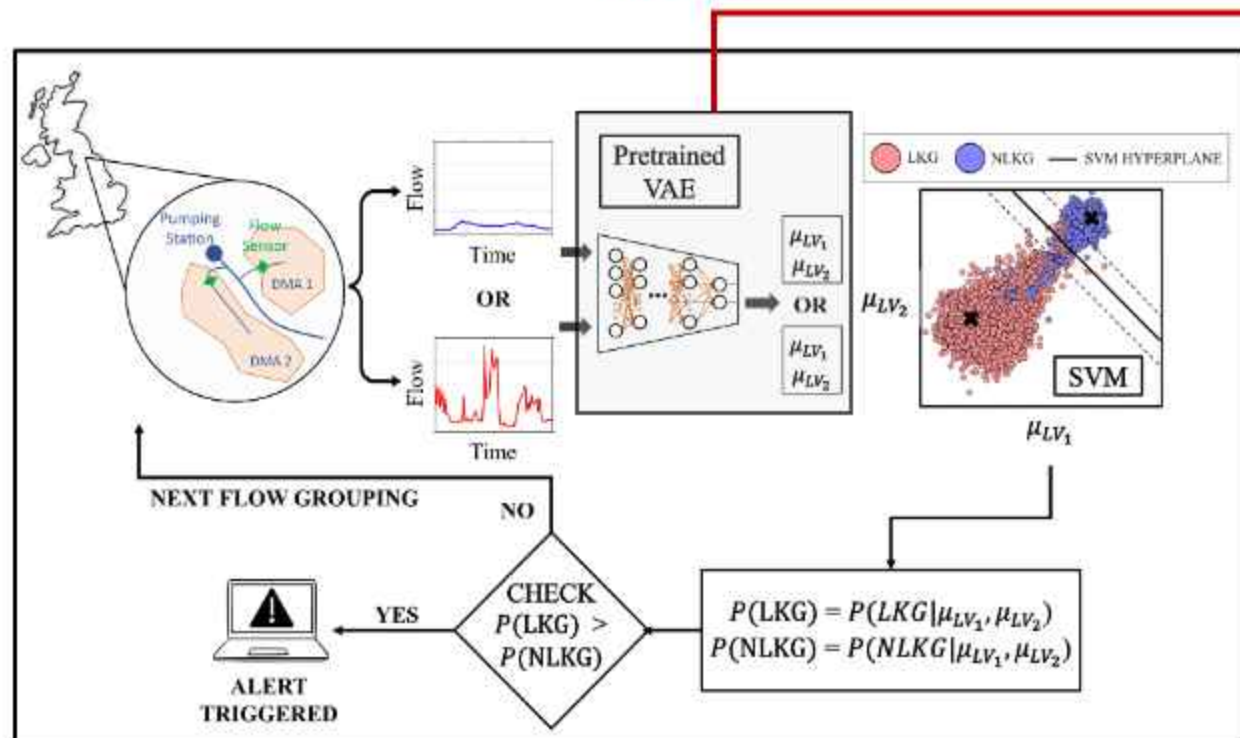 Pumping
Station
Flow
Sensor
DMA 1
DMA 2
Flow
Time
OR
Flow
Time
Pretrained
VAE
μLV1
μLV2
OR
μLV1
μLV2
LKG NLKG SVM HYPERPLANE
μLV2
SVM
μLV1
NEXT FLOW GROUPING
NO
CHECK
P(LKG) >
P(NLKG)
YES
ALERT
TRIGGERED
P(LKG) = P(LKG|μLV1, μLV2)
P(NLKG) = P(NLKG|μLV1, μLV2)